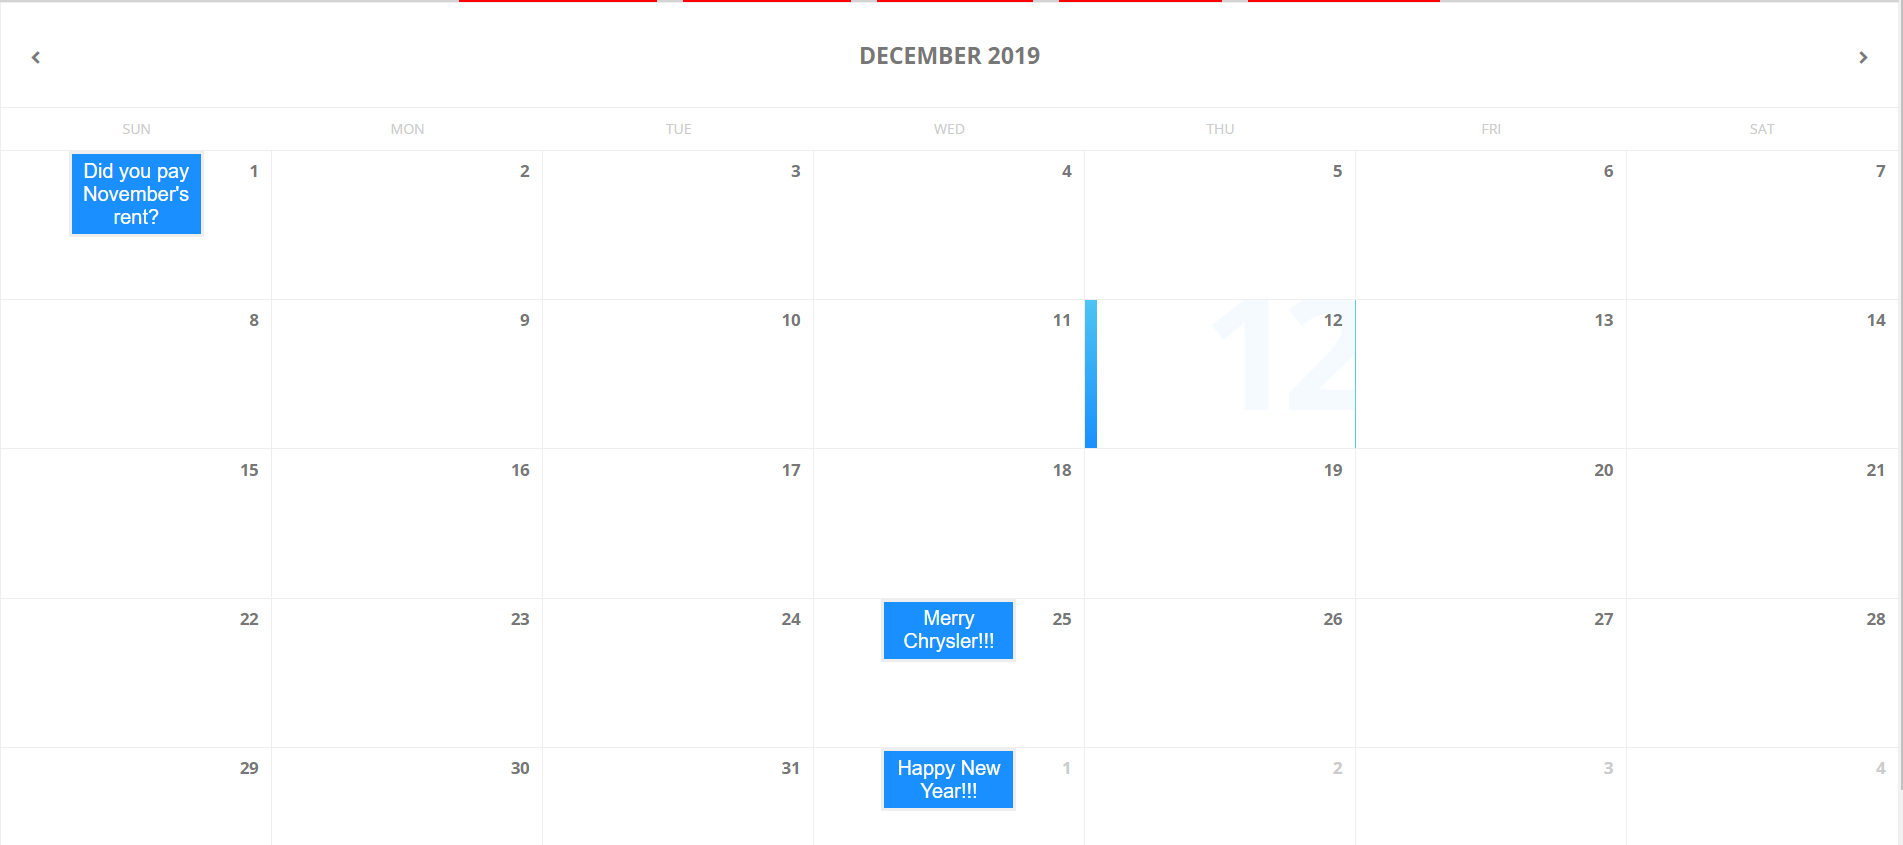 DECEMBER 2019
SUN MON TUE WED THU FRI SAT
Did you pay
November's
rent?
1 2 3 4 5 6 7
8 9 10 11 12 12 13 14
15 16 17 18 19 20 21
22 23 24
Merry
Chrysler!!!
25 26 27 28
29 30 31
Happy New
Year!!!
1 2 3 4